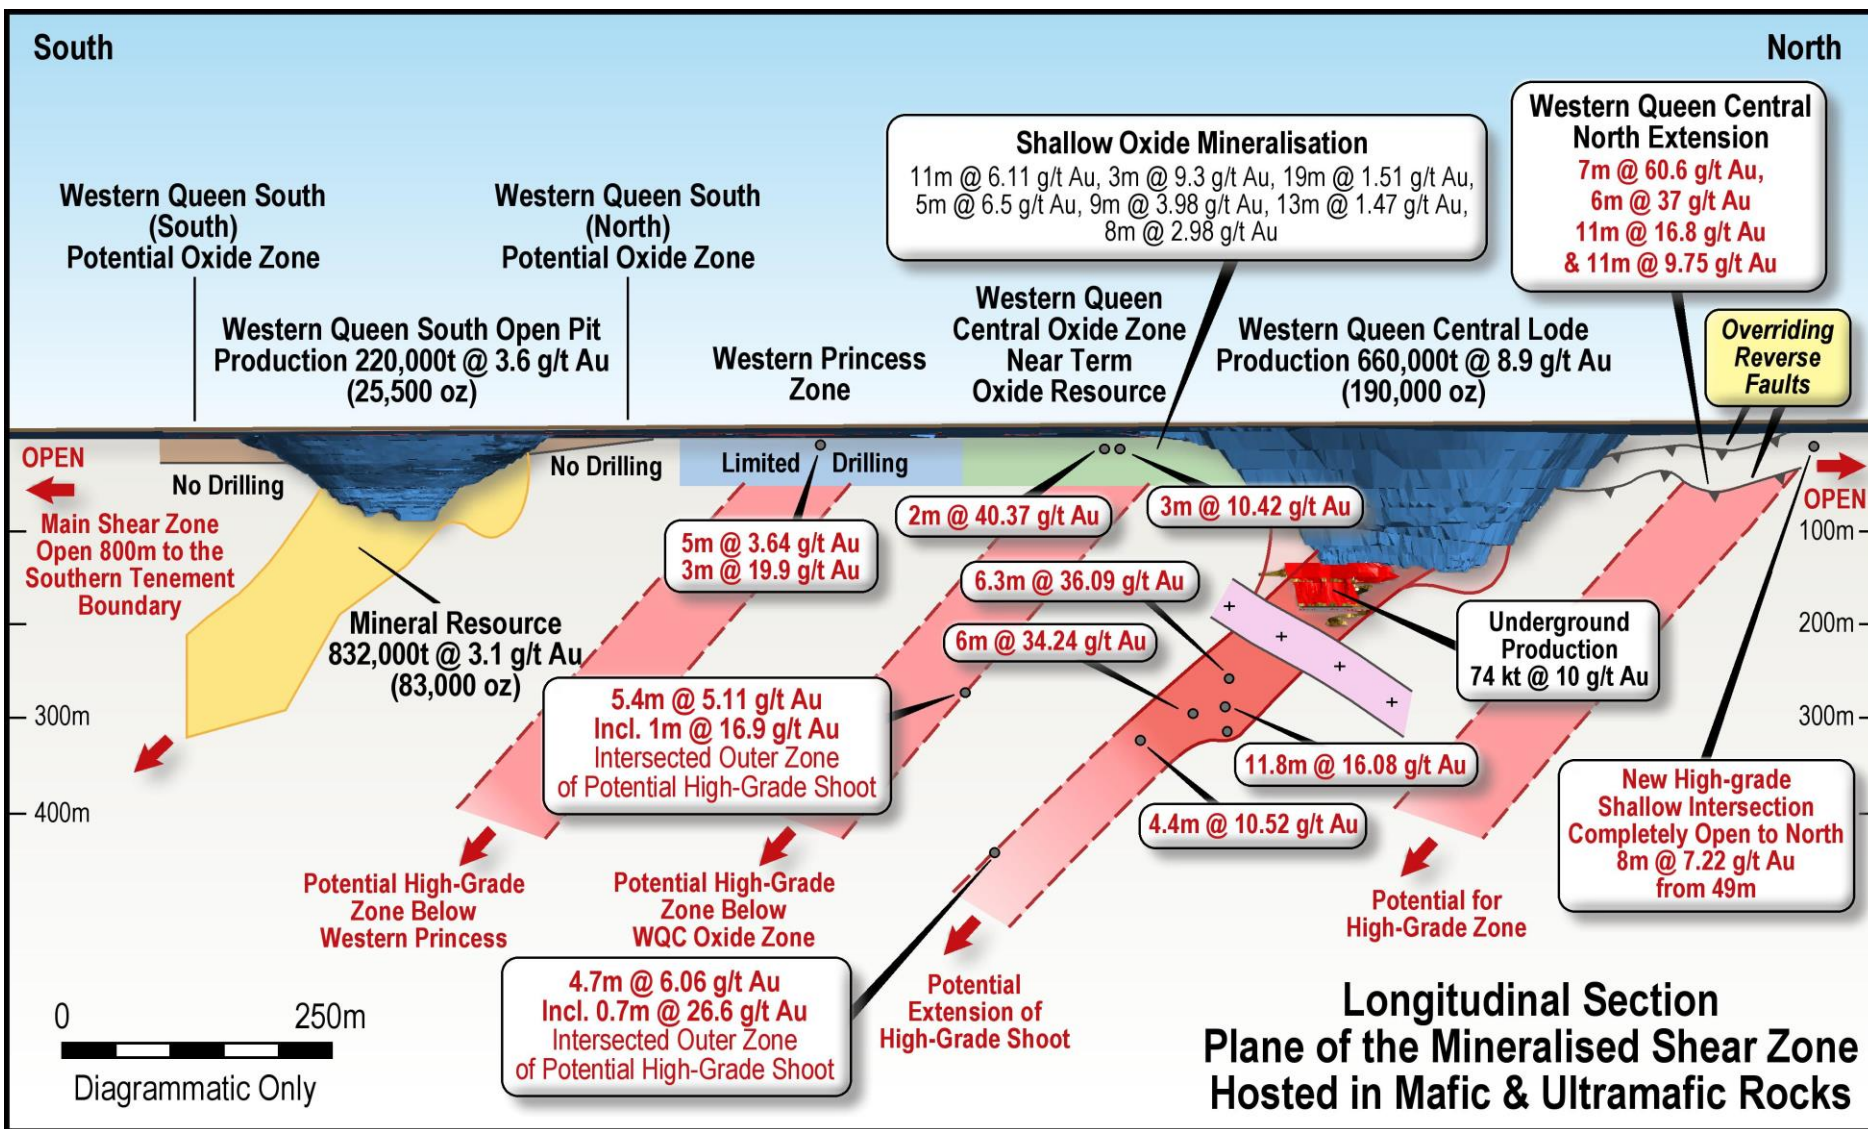 South
North
Western Queen Central
North Extension
7m @ 60.6 g/t Au,
6m @ 37 g/t Au
11m @ 16.8 g/t Au
& 11m @ 9.75 g/t Au
Shallow Oxide Mineralisation
11m @ 6.11 g/t Au, 3m @ 9.3 g/t Au, 19m @ 1.51 g/t Au,
5m @ 6.5 g/t Au, 9m @ 3.98 g/t Au, 13m @ 1.47 g/t Au,
8m @ 2.98 g/t Au
Western Queen South
(South)
Potential Oxide Zone
Western Queen South
(North)
Potential Oxide Zone
Western Queen South Open Pit
Production 220,000t @ 3.6 g/t Au
(25,500 oz)
Western Princess
Zone
Western Queen
Central Oxide Zone
Near Term
Oxide Resource
Western Queen Central Lode
Production 660,000t @ 8.9 g/t Au
(190,000 oz)
Overriding
Reverse
Faults
OPEN
No Drilling
No Drilling
Limited Drilling
OPEN
Main Shear Zone
Open 800m to the
Southern Tenement
Boundary
Mineral Resource
832,000t @ 3.1 g/t Au
(83,000 oz)
5m @ 3.64 g/t Au
3m @ 19.9 g/t Au
2m @ 40.37 g/t Au
3m @ 10.42 g/t Au
6.3m @ 36.09 g/t Au
6m @ 34.24 g/t Au
+
+
+
+
Underground
Production
74 kt @ 10 g/t Au
100m
200m
300m
300m
400m
5.4m @ 5.11 g/t Au
Incl. 1m @ 16.9 g/t Au
Intersected Outer Zone
of Potential High-Grade Shoot
11.8m @ 16.08 g/t Au
4.4m @ 10.52 g/t Au
New High-grade
Shallow Intersection
Completely Open to North
8m @ 7.22 g/t Au
from 49m
Potential High-Grade
Zone Below
Western Princess
Potential High-Grade
Zone Below
WQC Oxide Zone
Potential for
High-Grade Zone
4.7m @ 6.06 g/t Au
Incl. 0.7m @ 26.6 g/t Au
Intersected Outer Zone
of Potential High-Grade Shoot
Potential
Extension of
High-Grade Shoot
0 250m
Diagrammatic Only
Longitudinal Section
Plane of the Mineralised Shear Zone
Hosted in Mafic & Ultramafic Rocks